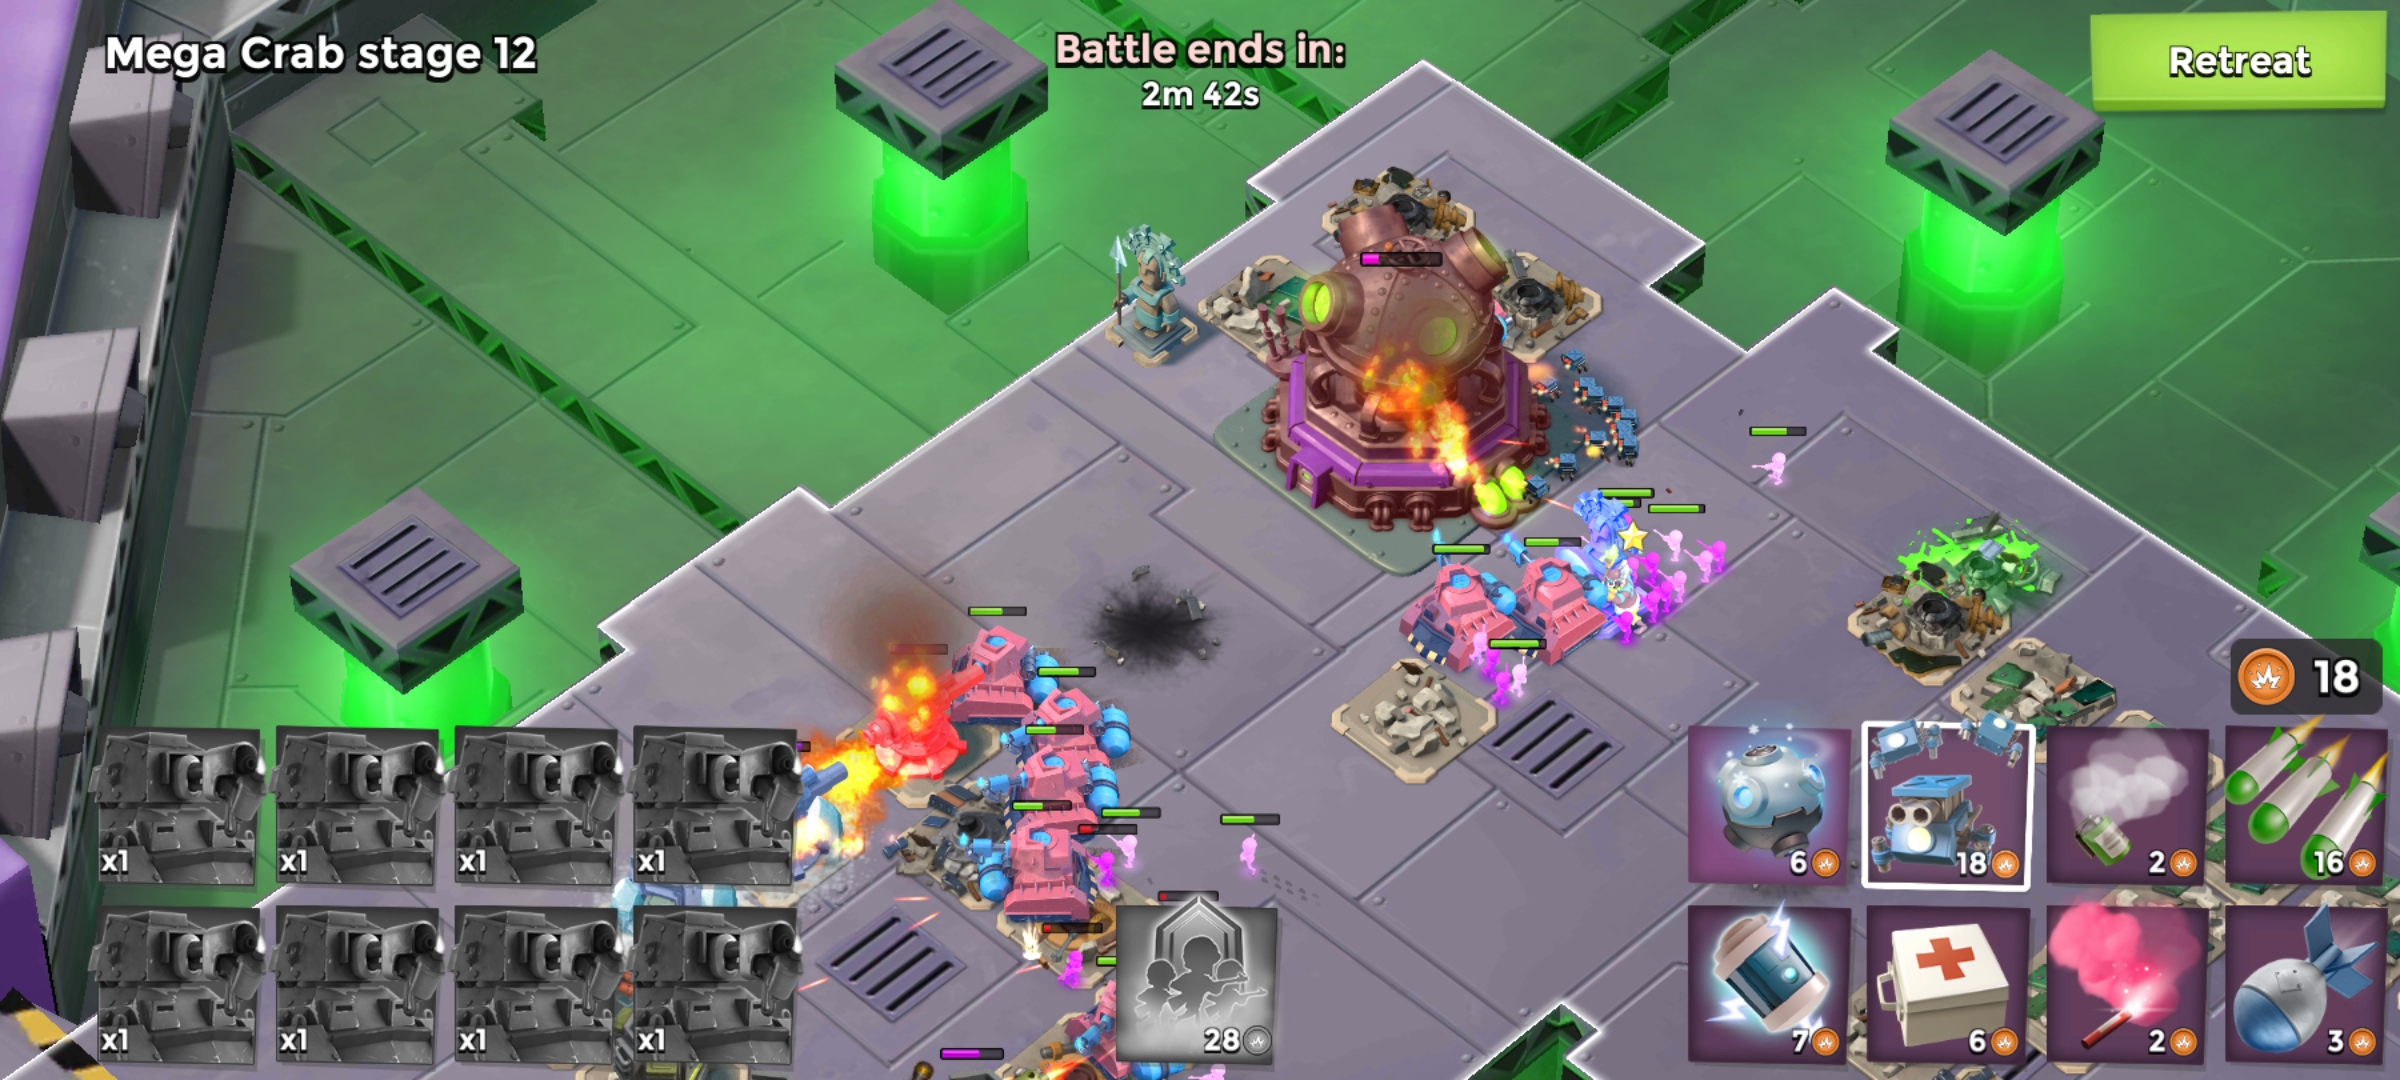 Mega Crab stage 12
Battle ends in:
2m 42s
Retreat
18
x1
x1
x1
x1
6
18
2
16
x1
x1
x1
x1
28
7
6
2
3